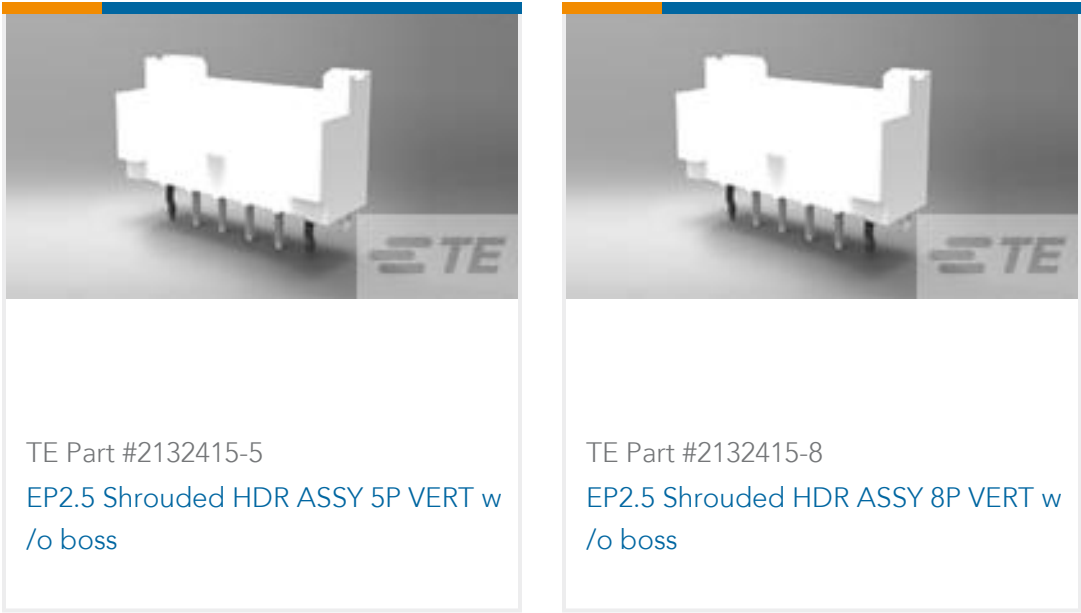 TE
TE
TE Part #2132415-5
EP2.5 Shrouded HDR ASSY 5P VERT w
/o boss
TE Part #2132415-8
EP2.5 Shrouded HDR ASSY 8P VERT w
/o boss